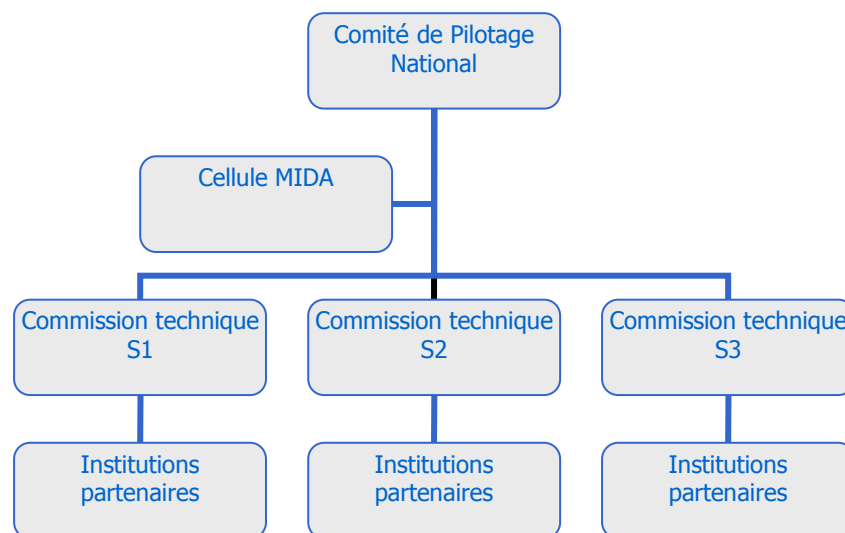 Comité de Pilotage
National
Cellule MIDA
Commission technique
S1
Commission technique
S2
Commission technique
S3
Institutions
partenaires
Institutions
partenaires
Institutions
partenaires